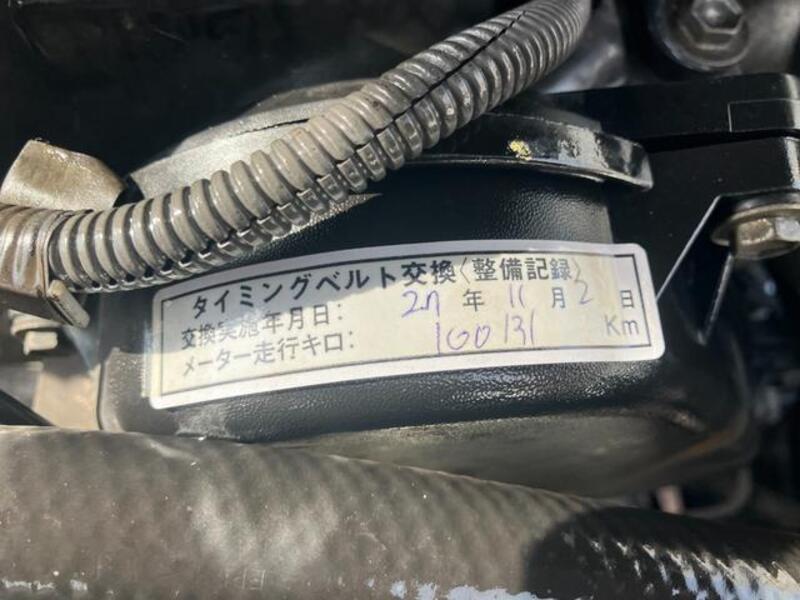 タイミングベルト交換〈整備記録〉
交換実施年月日: 27 年 11 月 2 日
メーター走行キロ: 160131 Km